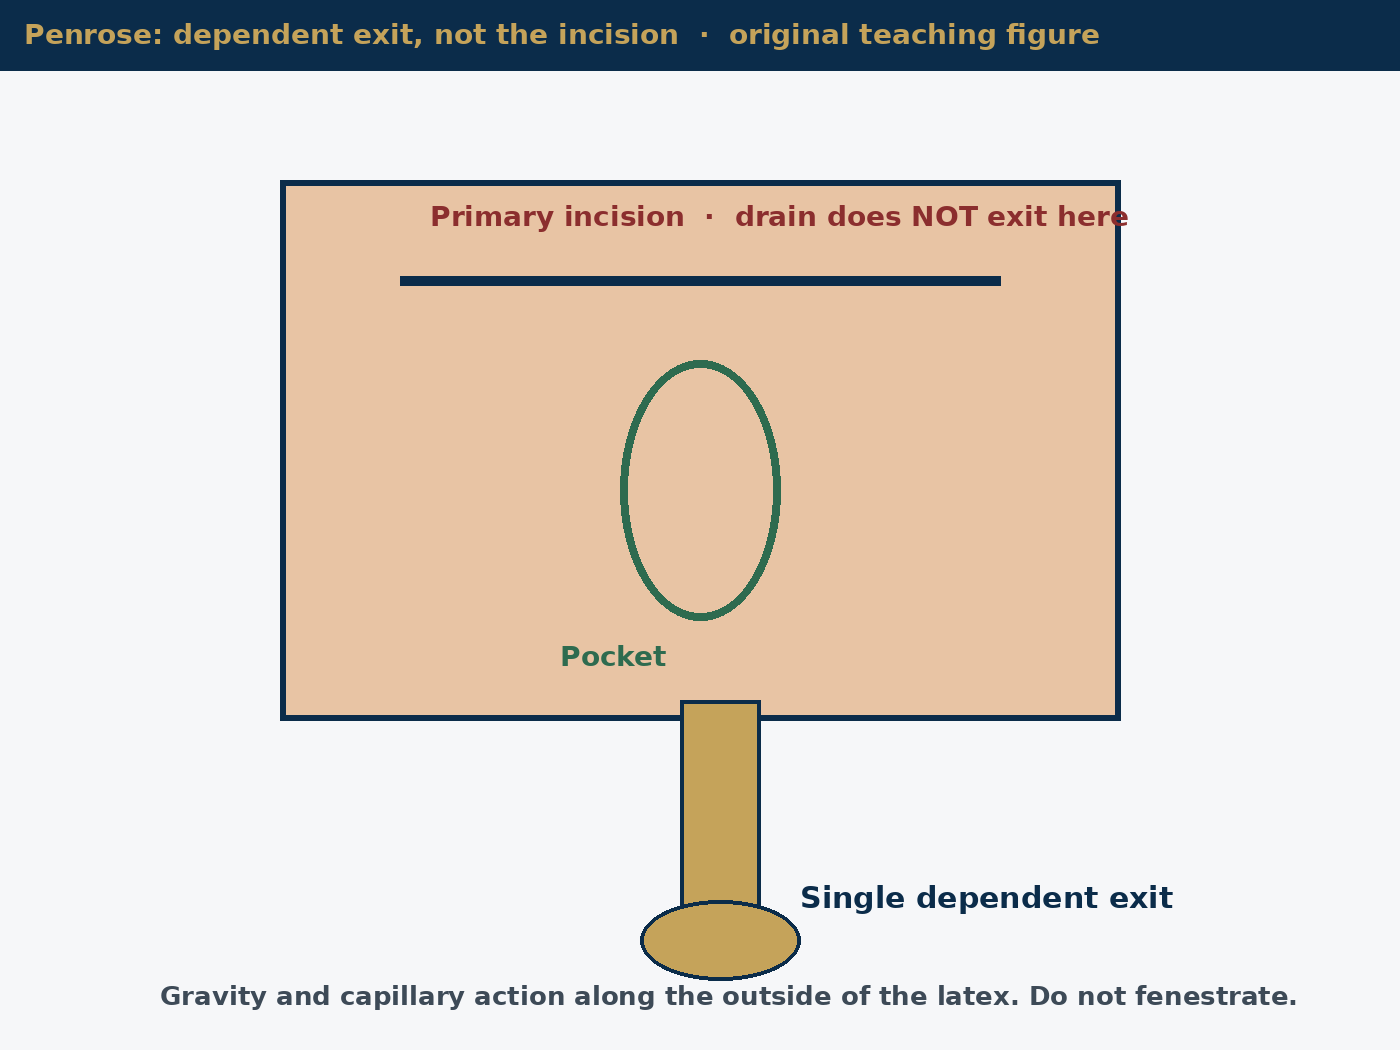 Penrose: dependent exit, not the incision · original teaching figure
Primary incision · drain does NOT exit here
Pocket
Single dependent exit
Gravity and capillary action along the outside of the latex. Do not fenestrate.